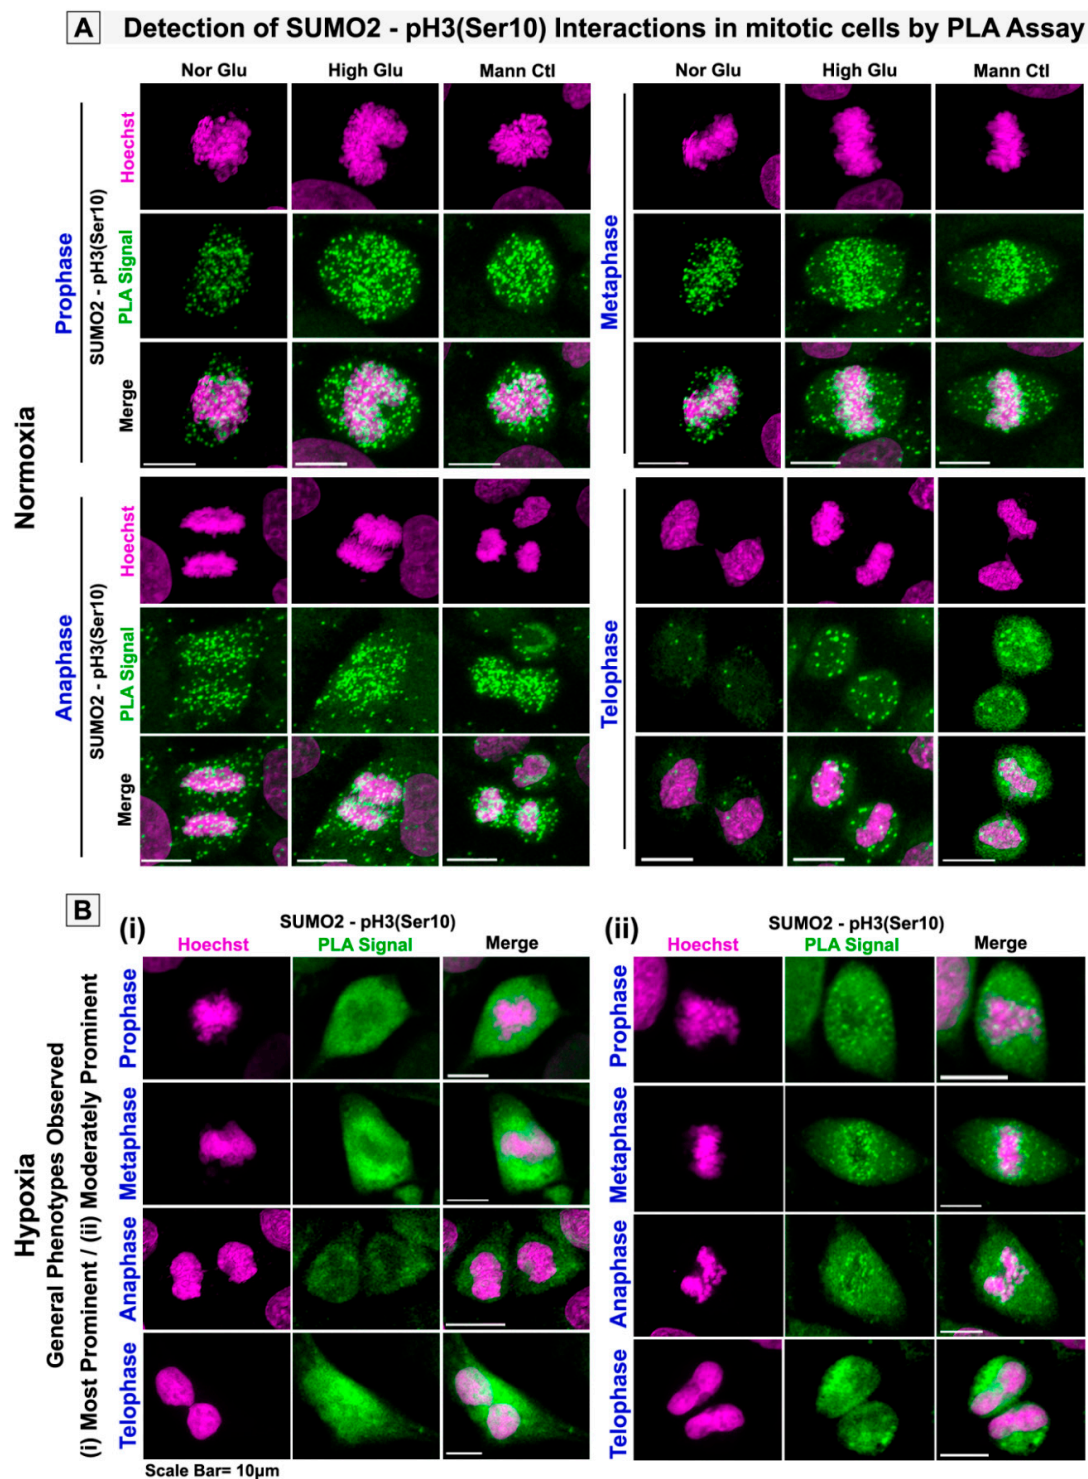 A Detection of SUMO2 - pH3(Ser10) Interactions in mitotic cells by PLA Assay
Nor Glu High Glu Mann Ctl Nor Glu High Glu Mann Ctl
Normoxia
Prophase
SUMO2 - pH3(Ser10)
Hoechst
PLA Signal
Merge
Metaphase
Anaphase
SUMO2 - pH3(Ser10)
Hoechst
PLA Signal
Merge
Telophase
B
Hypoxia
General Phenotypes Observed
(i) Most Prominent / (ii) Moderately Prominent
(i)
SUMO2 - pH3(Ser10)
Hoechst PLA Signal Merge
Prophase
Metaphase
Anaphase
Telophase
(ii)
SUMO2 - pH3(Ser10)
Hoechst PLA Signal Merge
Prophase
Metaphase
Anaphase
Telophase
Scale Bar= 10µm